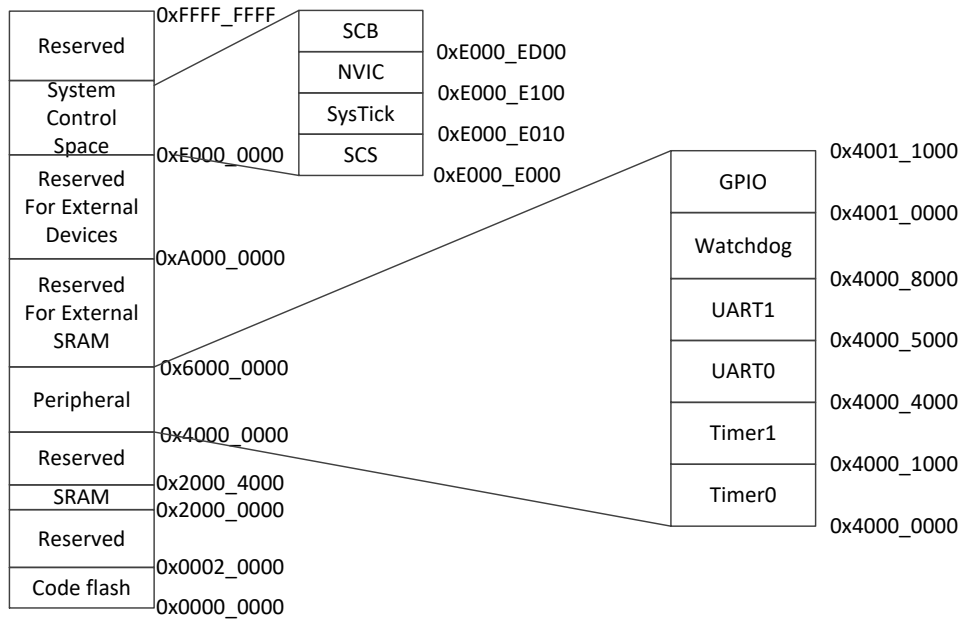 0xFFFF_FFFF
Reserved
System
Control
Space
0xE000_0000
Reserved
For External
Devices
0xA000_0000
Reserved
For External
SRAM
0x6000_0000
Peripheral
0x4000_0000
Reserved
0x2000_4000
SRAM
0x2000_0000
Reserved
0x0002_0000
Code flash
0x0000_0000
SCB
0xE000_ED00
NVIC
0xE000_E100
SysTick
0xE000_E010
SCS
0xE000_E000
0x4001_1000
GPIO
0x4001_0000
Watchdog
0x4000_8000
UART1
0x4000_5000
UART0
0x4000_4000
Timer1
0x4000_1000
Timer0
0x4000_0000